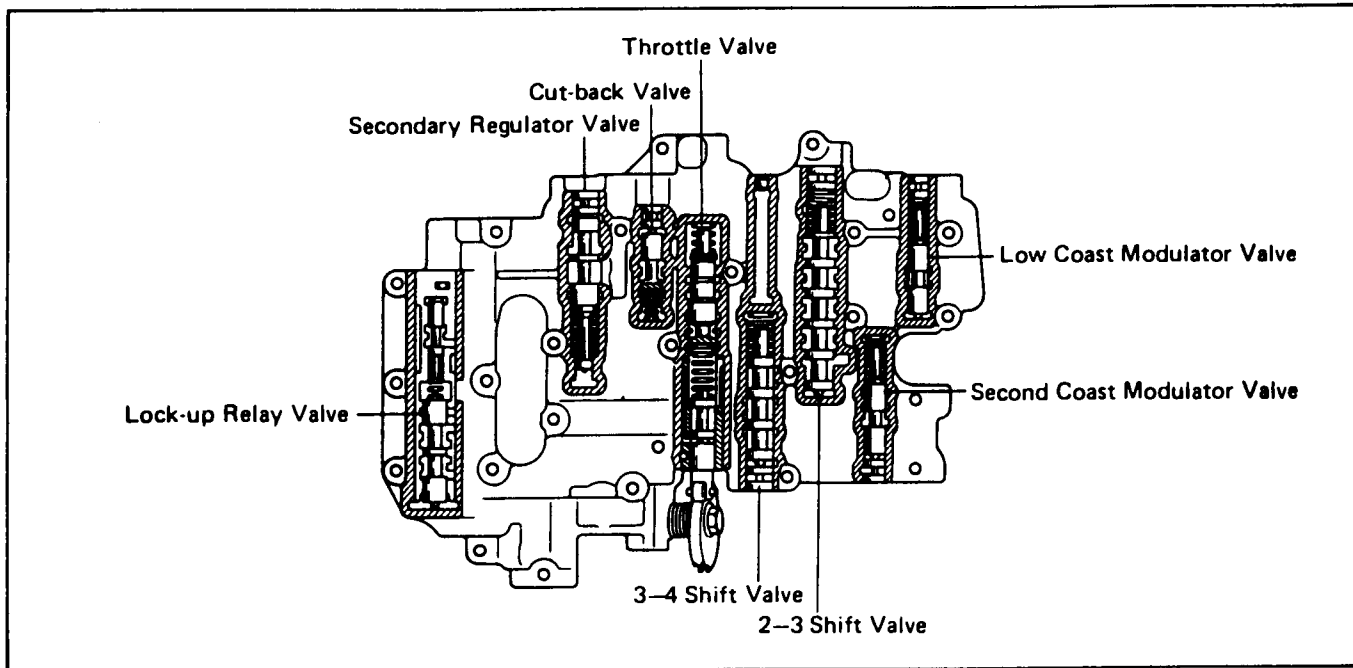 Throttle Valve
Cut-back Valve
Secondary Regulator Valve
Low Coast Modulator Valve
Second Coast Modulator Valve
Lock-up Relay Valve
3–4 Shift Valve
2–3 Shift Valve